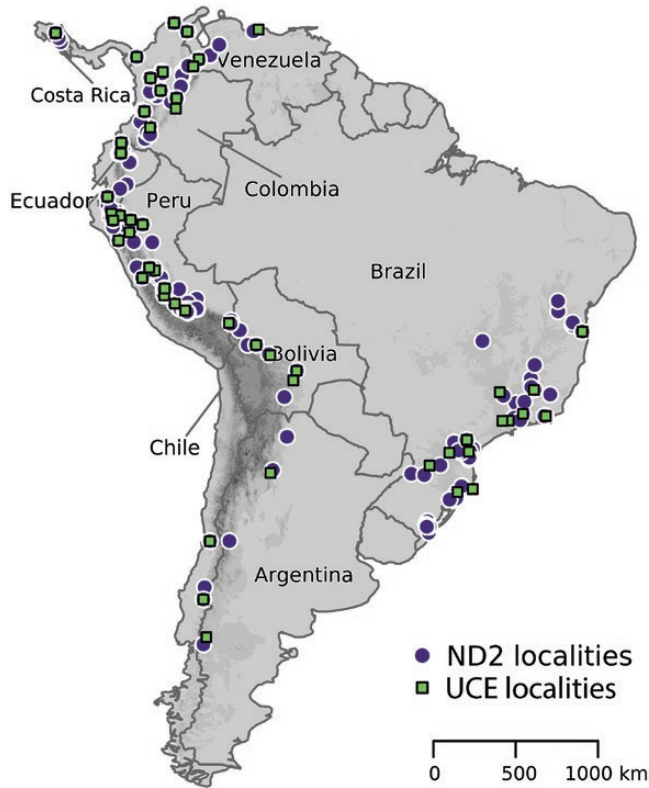 Venezuela
Costa Rica
Colombia
Ecuador
Peru
Brazil
Bolivia
Chile
Argentina
ND2 localities
UCE localities
0 500 1000 km